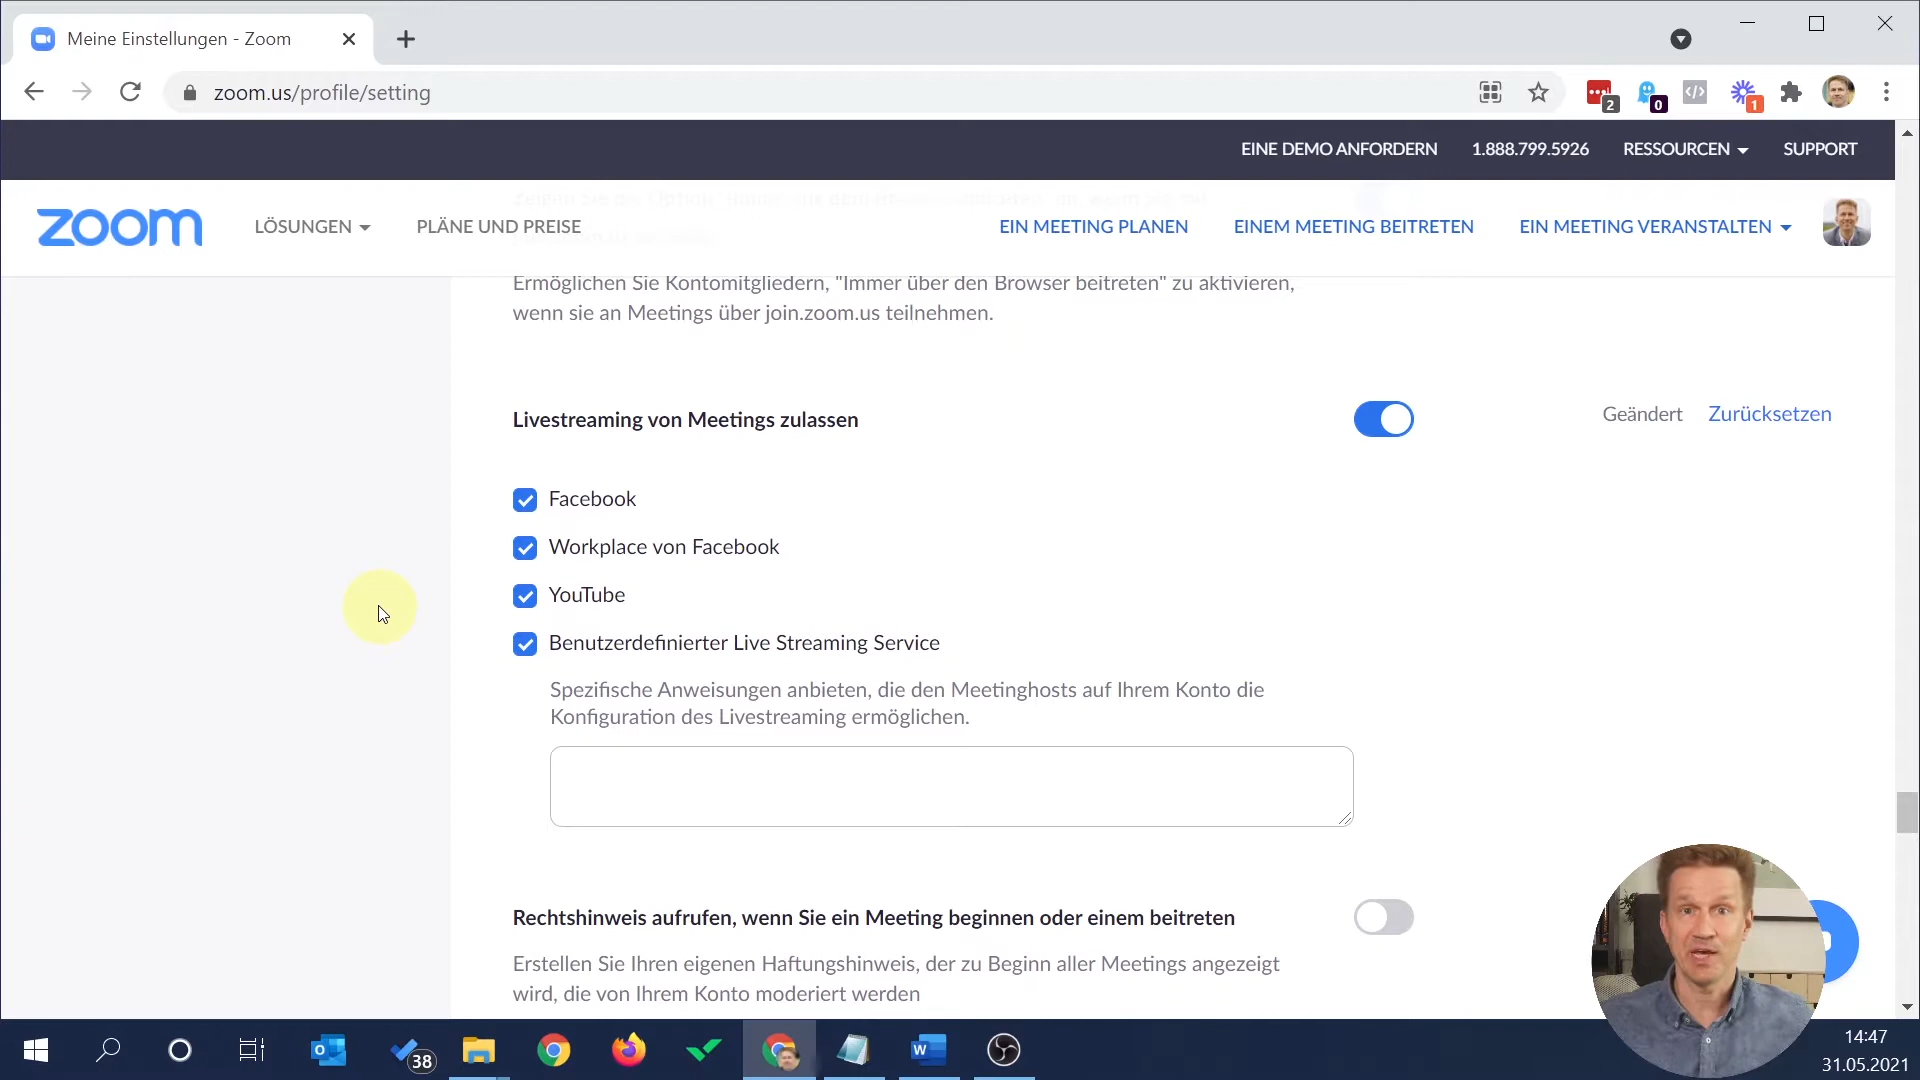 Meine Einstellungen - Zoom
zoom.us/profile/setting
2
0
1
EINE DEMO ANFORDERN 1.888.799.5926 RESSOURCEN SUPPORT
zoom LÖSUNGEN PLÄNE UND PREISE EIN MEETING PLANEN EINEM MEETING BEITRETEN EIN MEETING VERANSTALTEN
Ermöglichen Sie Kontomitgliedern, "Immer über den Browser beitreten" zu aktivieren,
wenn sie an Meetings über join.zoom.us teilnehmen.
Livestreaming von Meetings zulassen
Geändert Zurücksetzen
Facebook
Workplace von Facebook
YouTube
Benutzerdefinierter Live Streaming Service
Spezifische Anweisungen anbieten, die den Meetinghosts auf Ihrem Konto die
Konfiguration des Livestreaming ermöglichen.
Rechtshinweis aufrufen, wenn Sie ein Meeting beginnen oder einem beitreten
Erstellen Sie Ihren eigenen Haftungshinweis, der zu Beginn aller Meetings angezeigt
wird, die von Ihrem Konto moderiert werden
38
14:47
31.05.2021